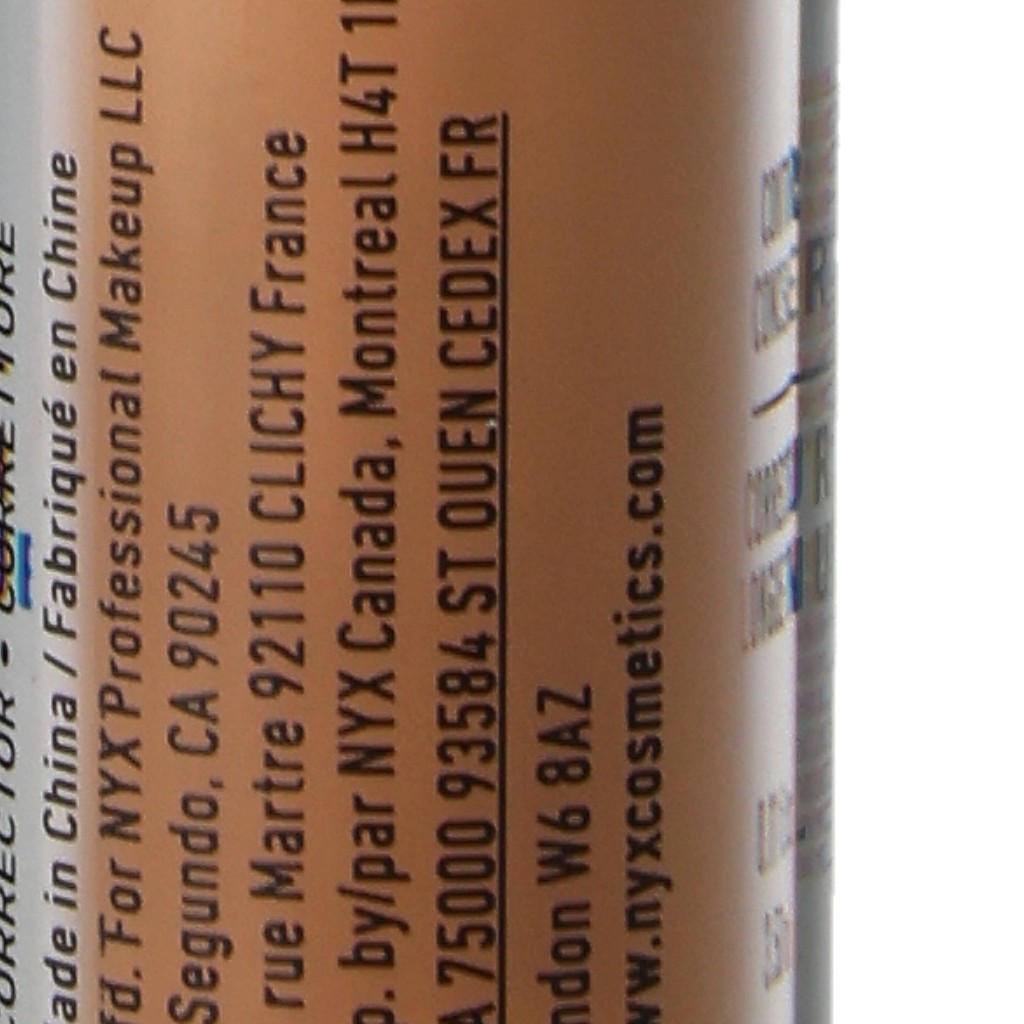 CORRECTOR -
ade in China / Fabriqué en Chine
fd. For NYX Professional Makeup LLC
Segundo, CA 90245
rue Martre 92110 CLICHY France
p. by/par NYX Canada, Montreal H4T 1
A 75000 93584 ST OUEN CEDEX FR
ndon W6 8AZ
ww.nyxcosmetics.com